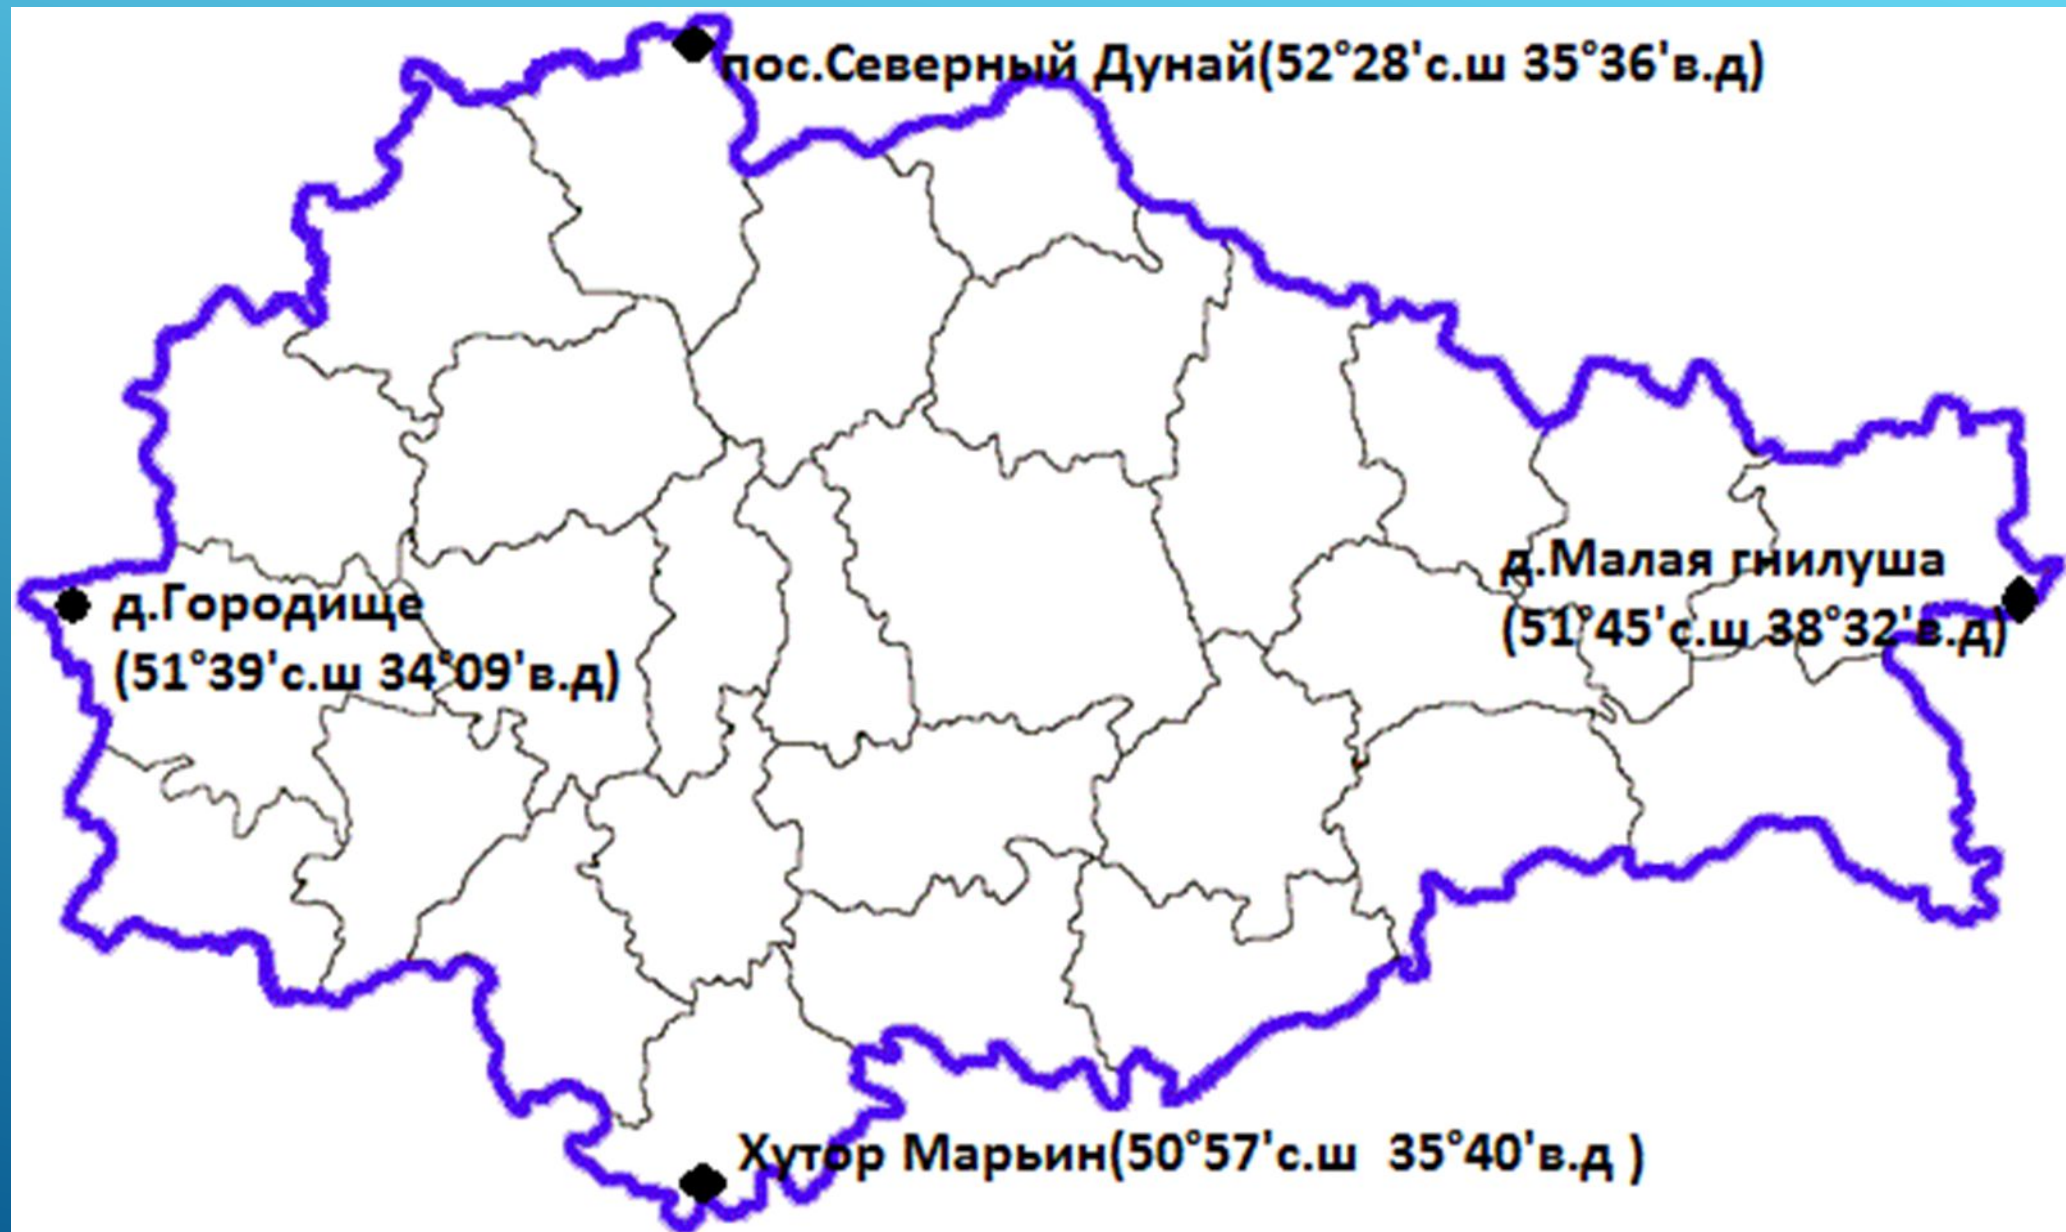 пос.Северный Дунай(52°28'с.ш 35°36'в.д)
д.Малая гнилуша
(51°45'с.ш 38°32'в.д)
д.Городище
(51°39'с.ш 34°09'в.д)
Хутор Марьин(50°57'с.ш 35°40'в.д )